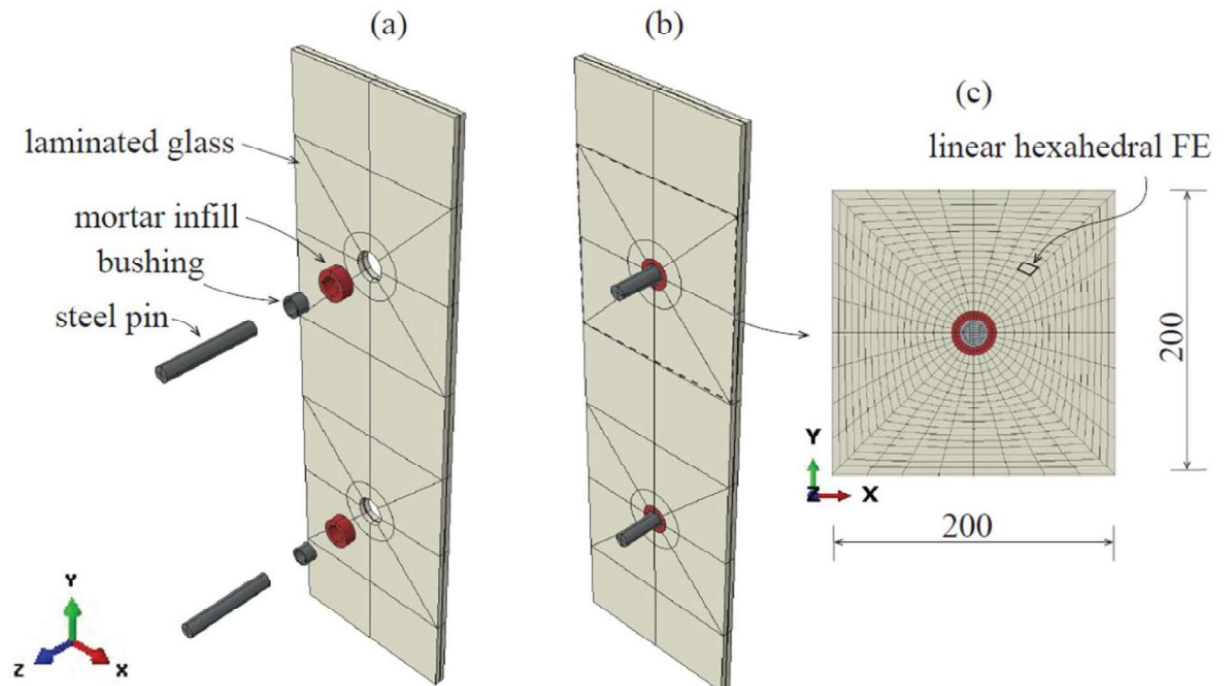 (a)
(b)
(c)
laminated glass
mortar infill
bushing
steel pin
linear hexahedral FE
200
200
Y
Z
X
Y
Z
X